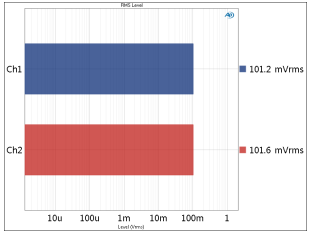 RMS Level
Ch1
101.2 mVrms
Ch2
101.6 mVrms
10u 100u 1m 10m 100m 1
Level (Vrms)